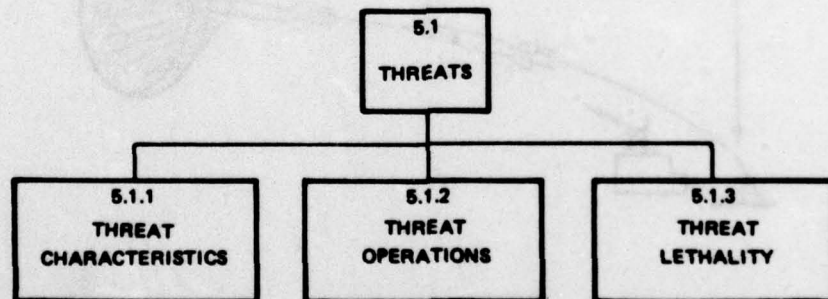 5.1
THREATS
5.1.1
THREAT
CHARACTERISTICS
5.1.2
THREAT
OPERATIONS
5.1.3
THREAT
LETHALITY